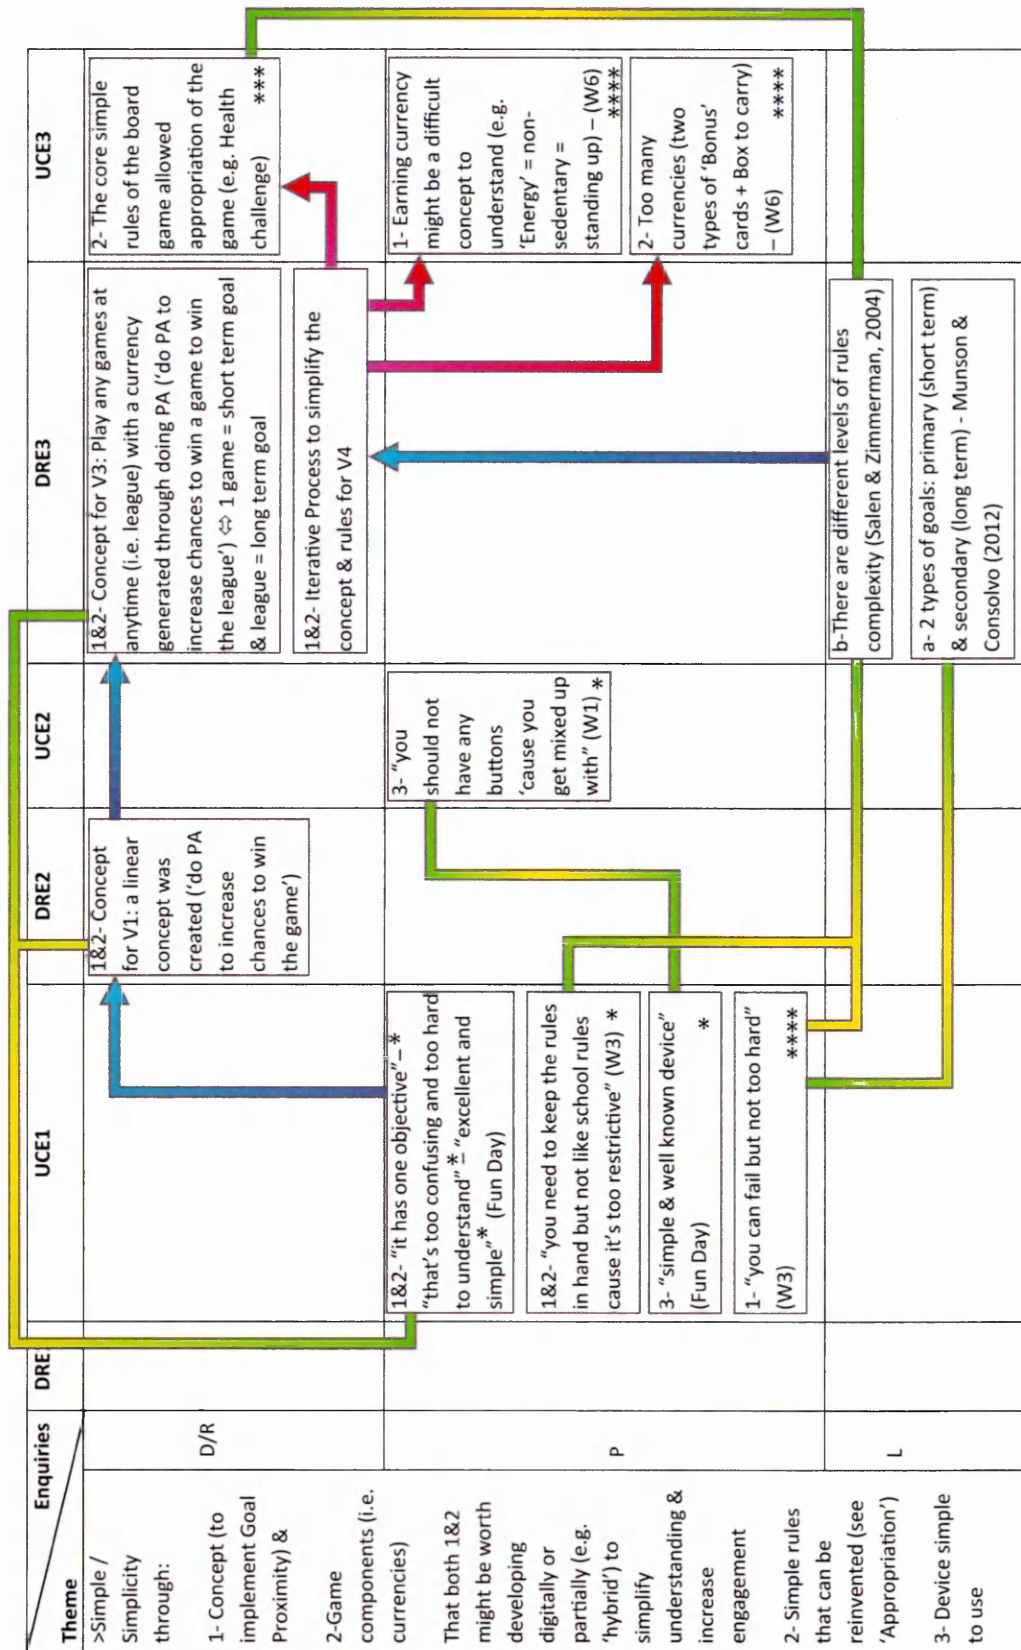 Theme
Enquiries
DRE
UCE1
DRE2
UCE2
DRE3
UCE3
>Simple /
Simplicity
through:
1- Concept (to
implement Goal
Proximity) &
2-Game
components (i.e.
currencies)
That both 1&2
might be worth
developing
digitally or
partially (e.g.
‘hybrid’) to
simplify
understanding &
increase
engagement
2- Simple rules
that can be
reinvented (see
‘Appropriation’)
3- Device simple
to use
D/R
1&2- Concept
for V1: a linear
concept was
created (‘do PA
to increase
chances to win
the game’)
1&2- Concept for V3: Play any games at
anytime (i.e. league) with a currency
generated through doing PA (‘do PA to
increase chances to win a game to win
the league’) ⇔ 1 game = short term goal
& league = long term goal
1&2- Iterative Process to simplify the
concept & rules for V4
2- The core simple
rules of the board
game allowed
appropriation of the
game (e.g. Health
challenge) ***
P
1&2- “it has one objective”– *
“that’s too confusing and too hard
to understand” * – “excellent and
simple”* (Fun Day)
1&2- “you need to keep the rules
in hand but not like school rules
cause it’s too restrictive” (W3) *
3- “simple & well known device”
(Fun Day) *
1- “you can fail but not too hard”
(W3) ****
3- “you
should not
have any
buttons
‘cause you
get mixed up
with” (W1) *
1- Earning currency
might be a difficult
concept to
understand (e.g.
‘Energy’ = non-
sedentary =
standing up) – (W6)
****
2- Too many
currencies (two
types of ‘Bonus’
cards + Box to carry)
– (W6) ****
L
b-There are different levels of rules
complexity (Salen & Zimmerman, 2004)
a- 2 types of goals: primary (short term)
& secondary (long term) - Munson &
Consolvo (2012)